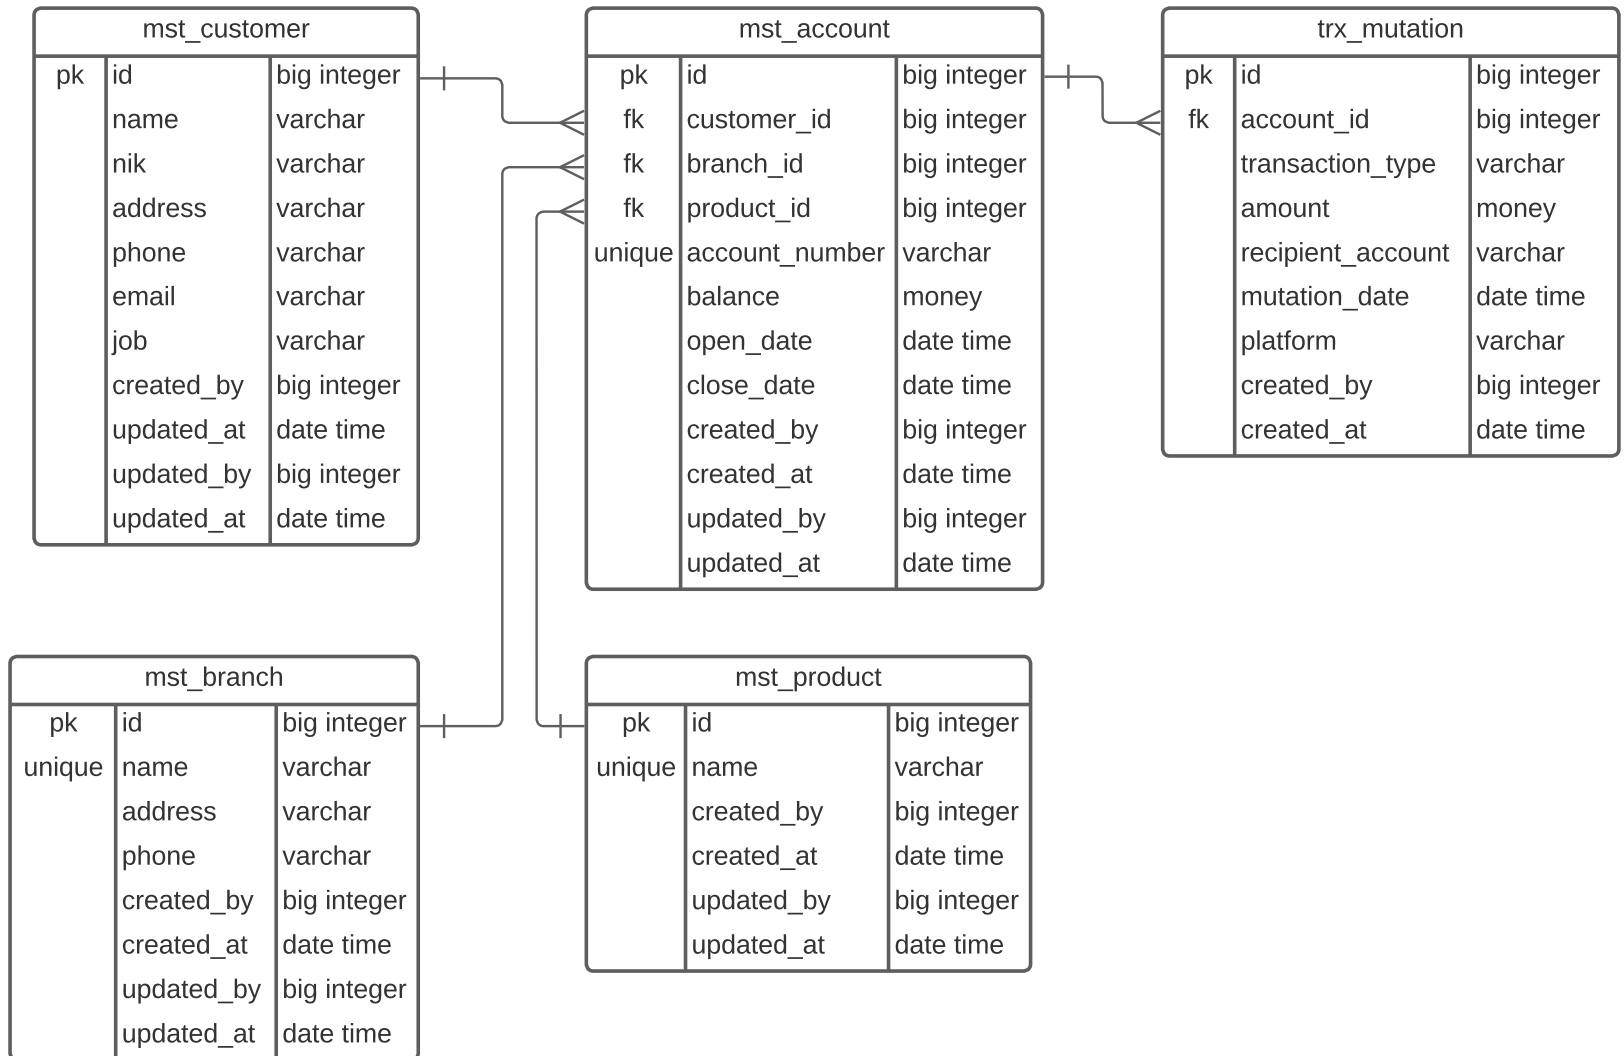 mst_customer
pk id big integer
name varchar
nik varchar
address varchar
phone varchar
email varchar
job varchar
created_by big integer
updated_at date time
updated_by big integer
updated_at date time
mst_account
pk id big integer
fk customer_id big integer
fk branch_id big integer
fk product_id big integer
unique account_number varchar
balance money
open_date date time
close_date date time
created_by big integer
created_at date time
updated_by big integer
updated_at date time
trx_mutation
pk id big integer
fk account_id big integer
transaction_type varchar
amount money
recipient_account varchar
mutation_date date time
platform varchar
created_by big integer
created_at date time
mst_branch
pk id big integer
unique name varchar
address varchar
phone varchar
created_by big integer
created_at date time
updated_by big integer
updated_at date time
mst_product
pk id big integer
unique name varchar
created_by big integer
created_at date time
updated_by big integer
updated_at date time